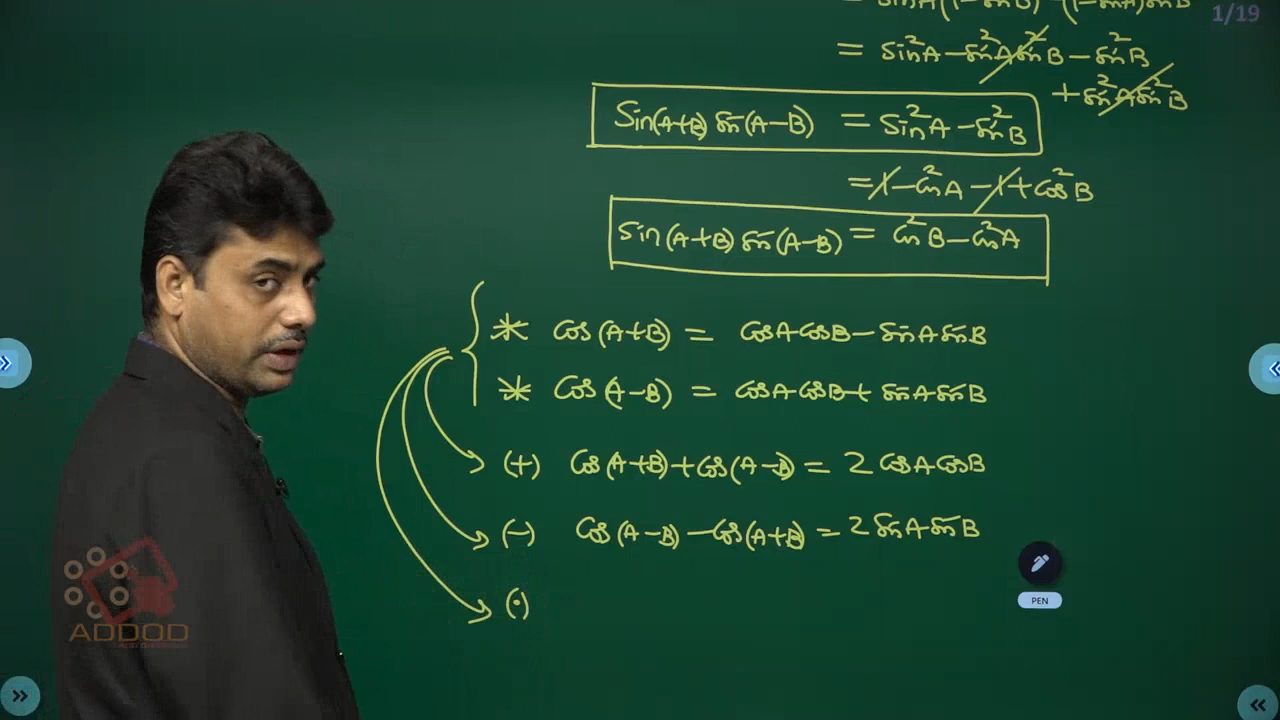 1/19
= sin²A - sin²A sin²B - sin²B
+ sin²A sin²B
Sin(A+B) sin(A-B) = sin²A - sin²B
= 1 - cos²A - 1 + cos²B
Sin(A+B) sin(A-B) = cos²B - cos²A
* cos(A+B) = cosA cosB - sinA sinB
* cos(A-B) = cosA cosB + sinA sinB
(+) cos(A+B) + cos(A-B) = 2 cosA cosB
(-) cos(A-B) - cos(A+B) = 2 sinA sinB
(·)
PEN
ADDOD